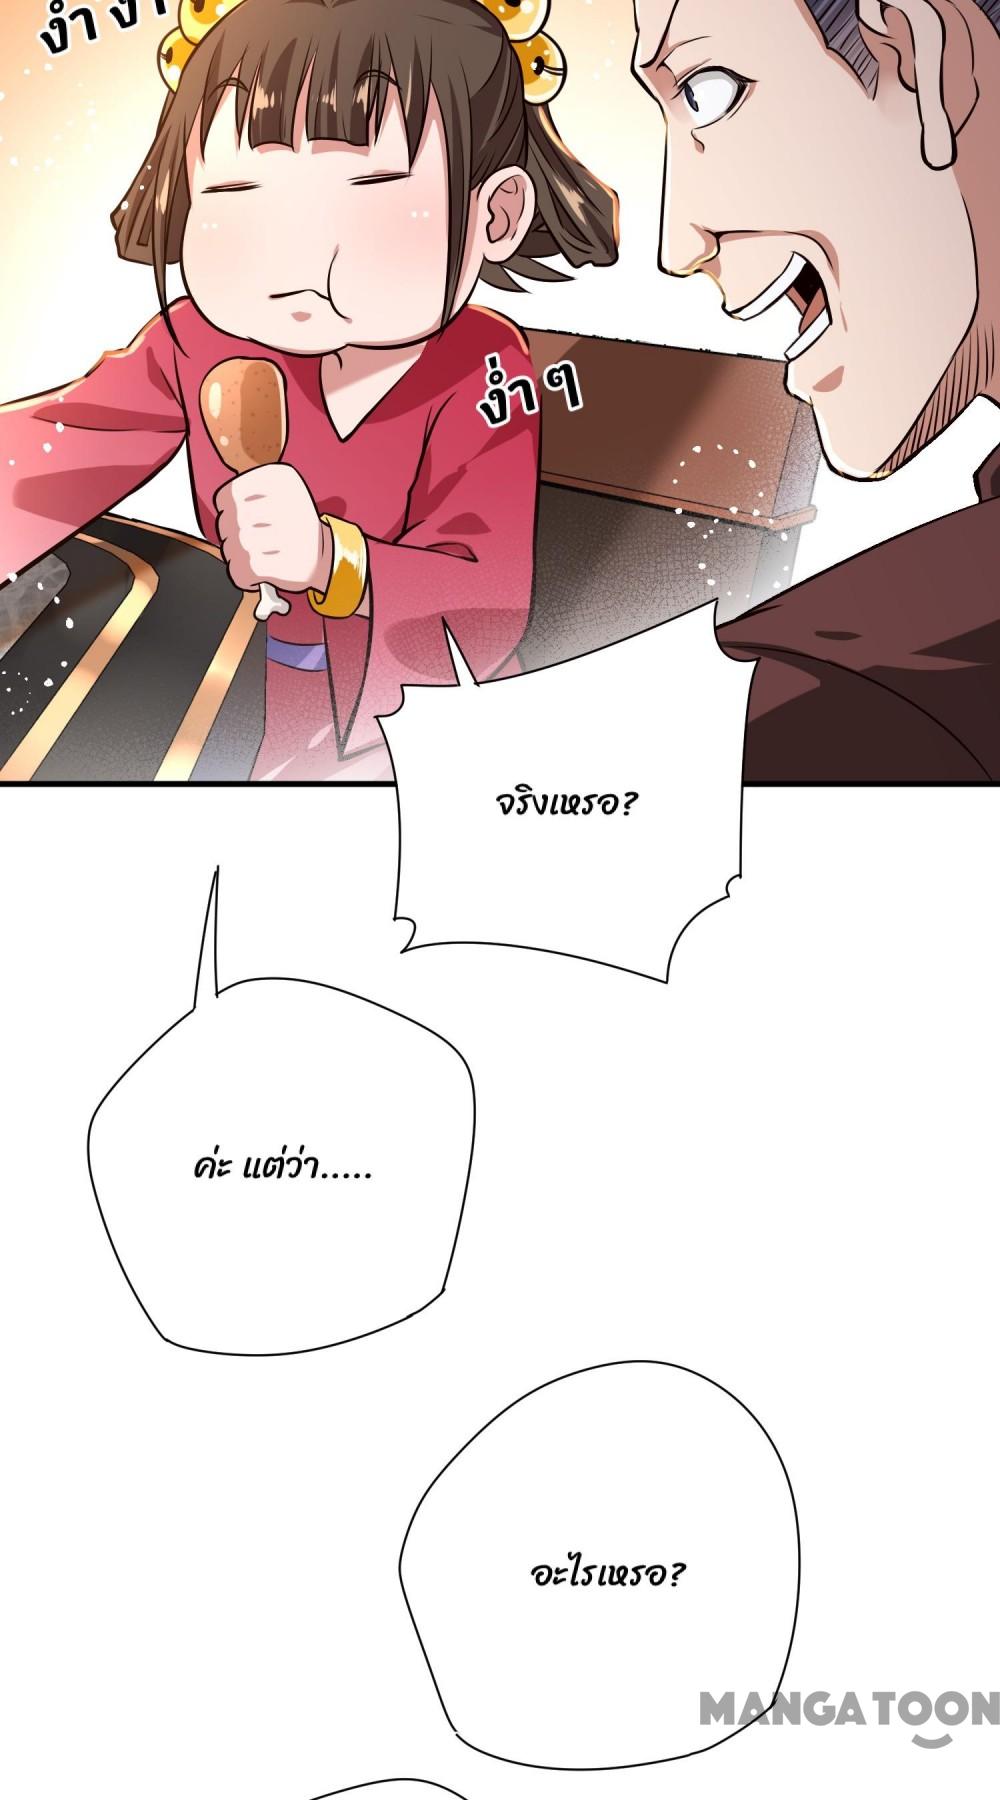 ง่ำ ง่ำ
ง่ำ ๆ
จริงเหรอ?
ค่ะ แต่ว่า.....
อะไรเหรอ?
MANGATOON